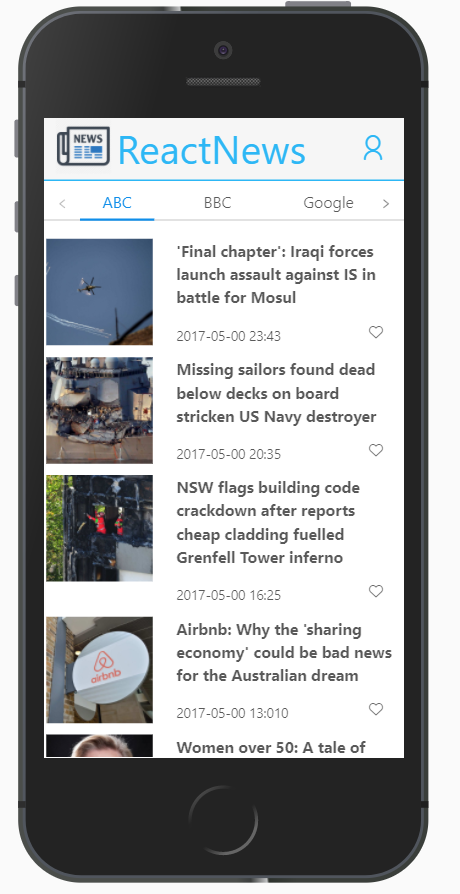 NEWS
ReactNews
< ABC BBC Google >
'Final chapter': Iraqi forces
launch assault against IS in
battle for Mosul
2017-05-00 23:43
Missing sailors found dead
below decks on board
stricken US Navy destroyer
2017-05-00 20:35
NSW flags building code
crackdown after reports
cheap cladding fuelled
Grenfell Tower inferno
2017-05-00 16:25
airbnb
Airbnb: Why the 'sharing
economy' could be bad news
for the Australian dream
2017-05-00 13:010
Women over 50: A tale of